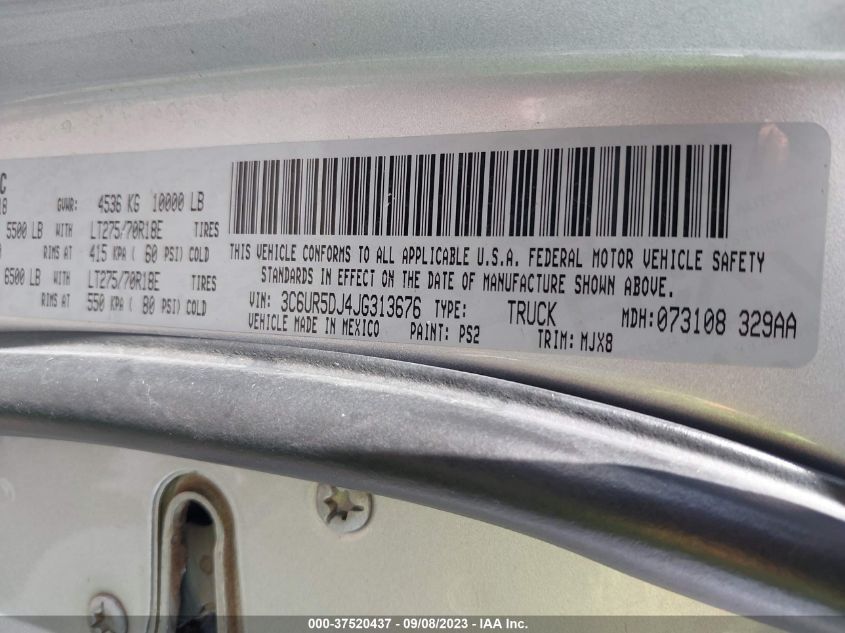 C
18
GVWR: 4536 KG 10000 LB
5500 LB WITH LT275/70R18E TIRES
RIMS AT 415 KPA ( 60 PSI) COLD
6500 LB WITH LT275/70R18E TIRES
RIMS AT 550 KPA ( 80 PSI) COLD
THIS VEHICLE CONFORMS TO ALL APPLICABLE U.S.A. FEDERAL MOTOR VEHICLE SAFETY
STANDARDS IN EFFECT ON THE DATE OF MANUFACTURE SHOWN ABOVE.
VIN: 3C6UR5DJ4JG313676 TYPE: TRUCK MDH: 073108 329AA
VEHICLE MADE IN MEXICO PAINT: PS2 TRIM: MJX8
000-37520437 - 09/08/2023 - IAA Inc.